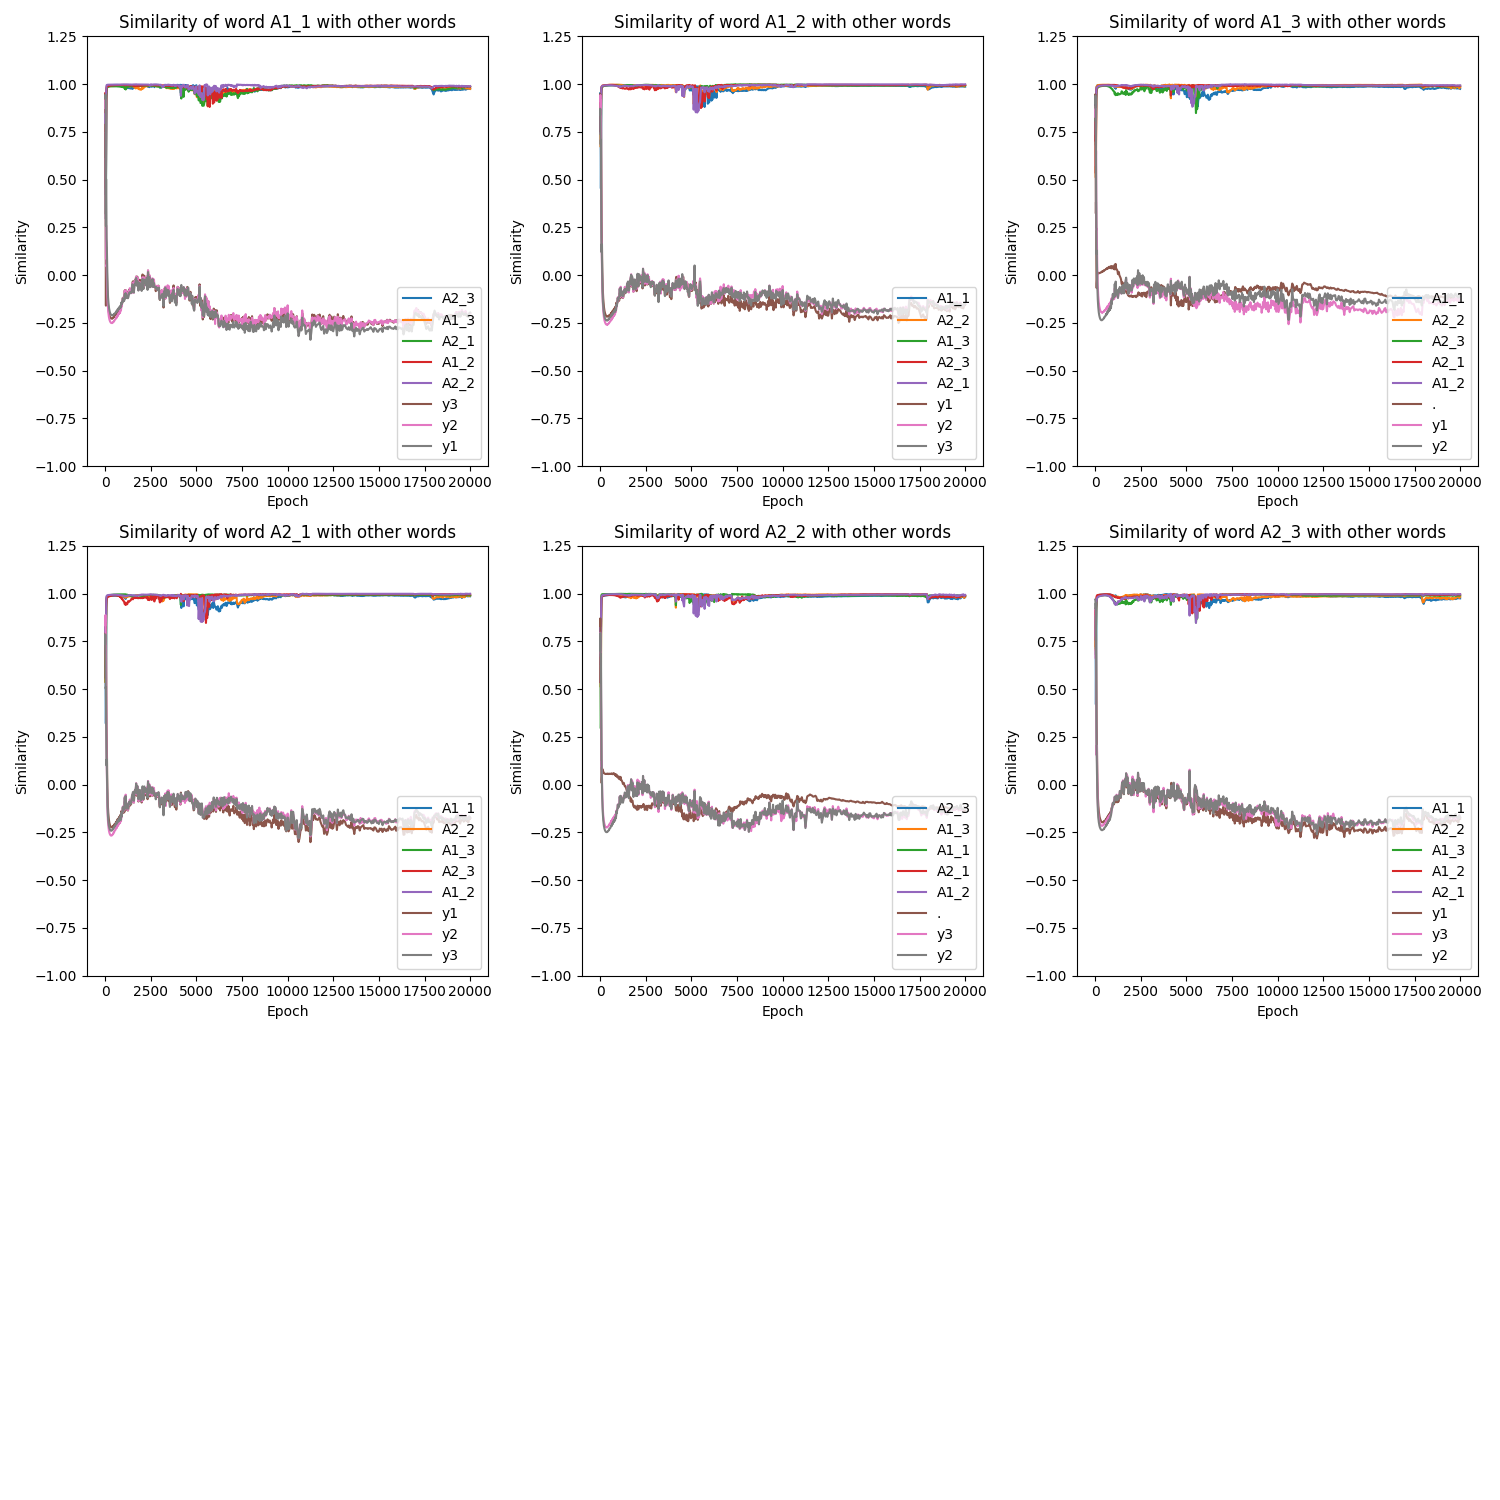 Similarity of word A1_1 with other words
1.25
1.00
0.75
0.50
0.25
0.00
−0.25
−0.50
−0.75
−1.00
Similarity
A2_3
A1_3
A2_1
A1_2
A2_2
y3
y2
y1
0 2500 5000 7500 10000 12500 15000 17500 20000
Epoch
Similarity of word A1_2 with other words
1.25
1.00
0.75
0.50
0.25
0.00
−0.25
−0.50
−0.75
−1.00
Similarity
A1_1
A2_2
A1_3
A2_3
A2_1
y1
y2
y3
0 2500 5000 7500 10000 12500 15000 17500 20000
Epoch
Similarity of word A1_3 with other words
1.25
1.00
0.75
0.50
0.25
0.00
−0.25
−0.50
−0.75
−1.00
Similarity
A1_1
A2_2
A2_3
A2_1
A1_2
.
y1
y2
0 2500 5000 7500 10000 12500 15000 17500 20000
Epoch
Similarity of word A2_1 with other words
1.25
1.00
0.75
0.50
0.25
0.00
−0.25
−0.50
−0.75
−1.00
Similarity
A1_1
A2_2
A1_3
A2_3
A1_2
y1
y2
y3
0 2500 5000 7500 10000 12500 15000 17500 20000
Epoch
Similarity of word A2_2 with other words
1.25
1.00
0.75
0.50
0.25
0.00
−0.25
−0.50
−0.75
−1.00
Similarity
A2_3
A1_3
A1_1
A2_1
A1_2
.
y3
y2
0 2500 5000 7500 10000 12500 15000 17500 20000
Epoch
Similarity of word A2_3 with other words
1.25
1.00
0.75
0.50
0.25
0.00
−0.25
−0.50
−0.75
−1.00
Similarity
A1_1
A2_2
A1_3
A1_2
A2_1
y1
y3
y2
0 2500 5000 7500 10000 12500 15000 17500 20000
Epoch